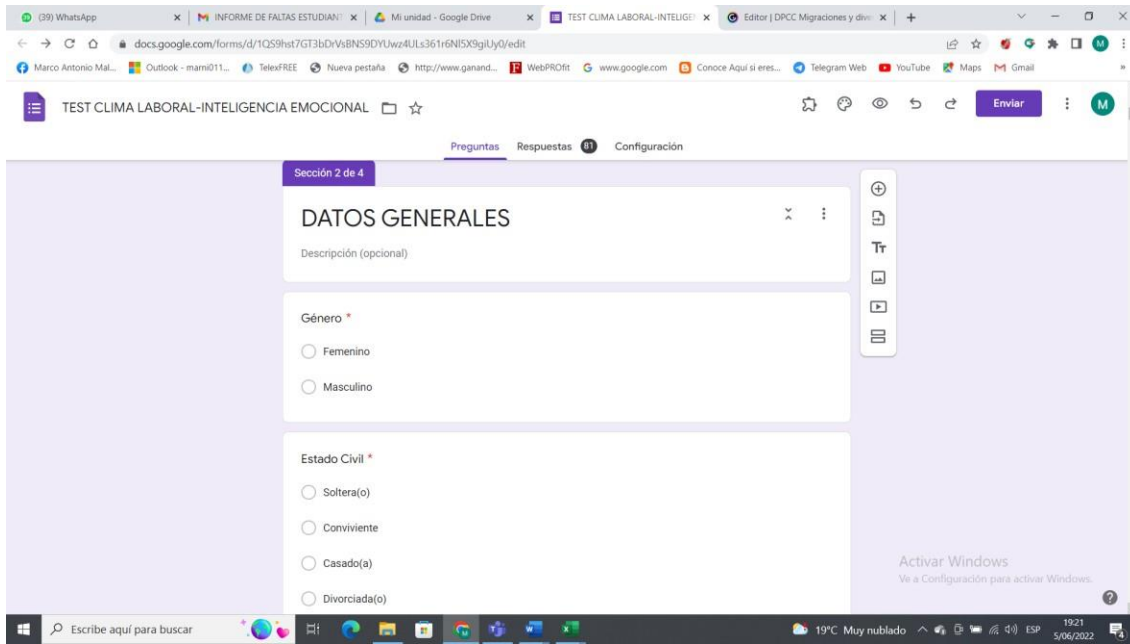 (39) WhatsApp
INFORME DE FALTAS ESTUDIANT
Mi unidad - Google Drive
TEST CLIMA LABORAL-INTELIGEN
Editor | DPCC Migraciones y dive
docs.google.com/forms/d/1QS9hst7GT3bDrVsBNS9DYUwz4ULs361r6Nl5X9giUy0/edit
M
Marco Antonio Mal...
Outlook - marni011...
TelexFREE
Nueva pestaña
http://www.ganand...
WebPROfit
www.google.com
Conoce Aquí si eres...
Telegram Web
YouTube
Maps
Gmail
»
TEST CLIMA LABORAL-INTELIGENCIA EMOCIONAL
Enviar
M
Preguntas Respuestas 81 Configuración
Sección 2 de 4
DATOS GENERALES
Descripción (opcional)
Tт
Género *
Femenino
Masculino
Estado Civil *
Soltera(o)
Conviviente
Casado(a)
Divorciada(o)
Activar Windows
Ve a Configuración para activar Windows.
Escribe aquí para buscar
19°C Muy nublado
ESP
19:21
5/06/2022